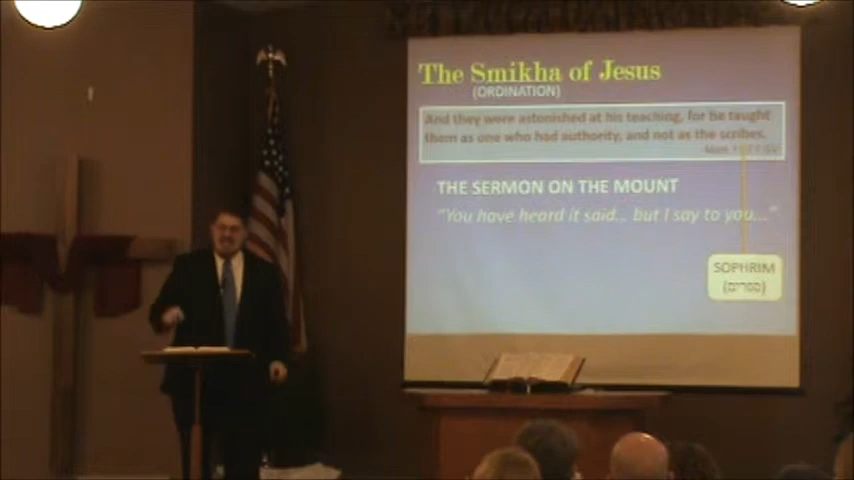 The Smikha of Jesus
(ORDINATION)
And they were astonished at his teaching, for he taught
them as one who had authority, and not as the scribes.
THE SERMON ON THE MOUNT
"You have heard it said... but I say to you..."
SOPHRIM
(ספרים)